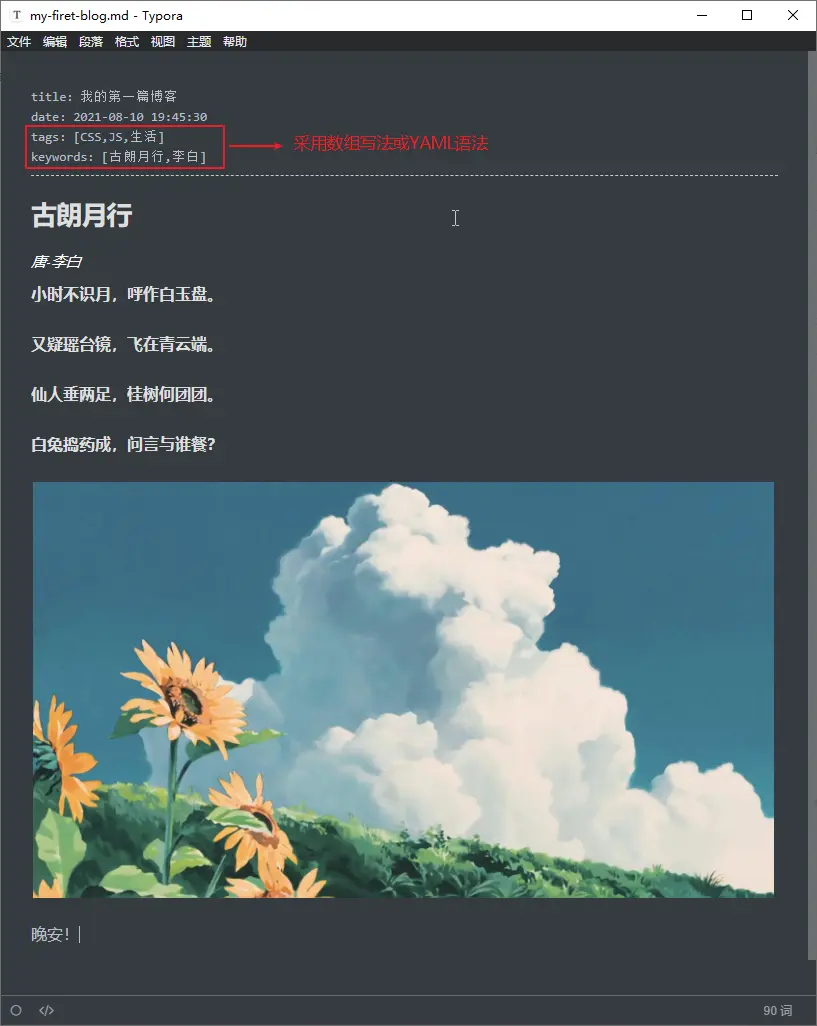 T my-firet-blog.md - Typora
文件 编辑 段落 格式 视图 主题 帮助
title: 我的第一篇博客
date: 2021-08-10 19:45:30
tags: [CSS,JS,生活]
keywords: [古朗月行,李白]
采用数组写法或YAML语法
古朗月行
唐-李白
小时不识月，呼作白玉盘。
又疑瑶台镜，飞在青云端。
仙人垂两足，桂树何团团。
白兔捣药成，问言与谁餐?
晚安！
</> 90 词